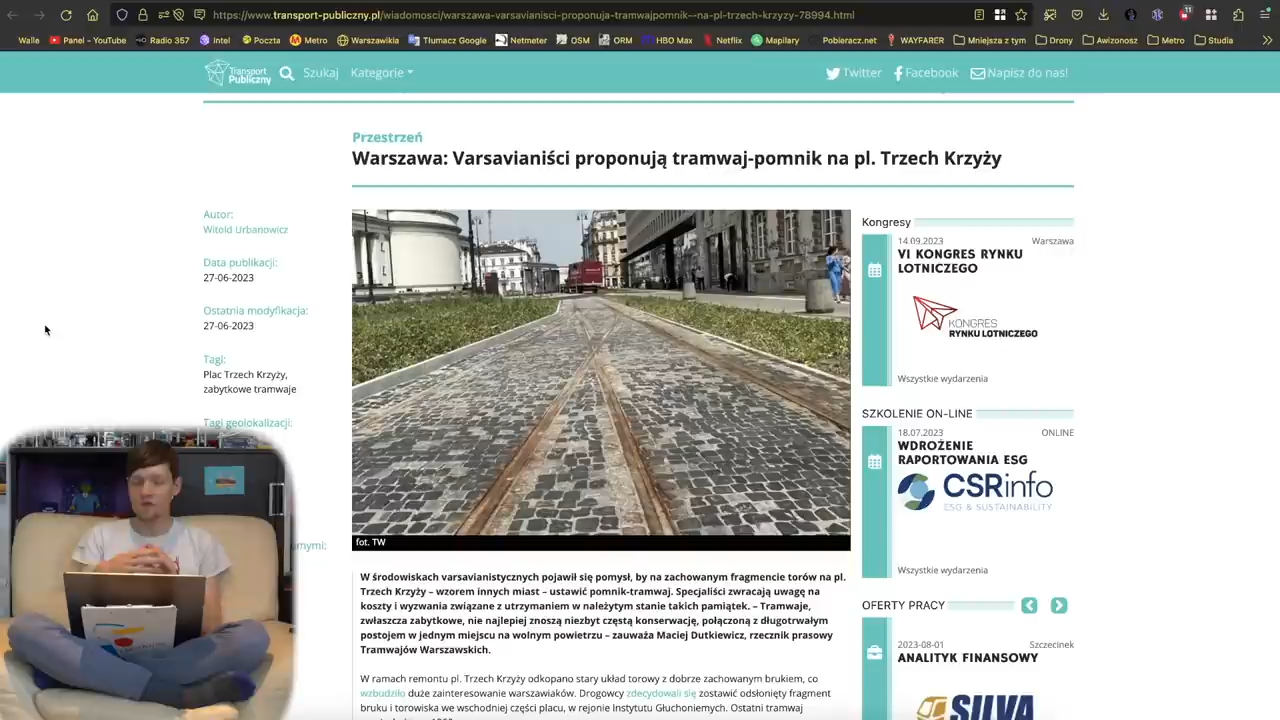 https://www.transport-publiczny.pl/wiadomosci/warszawa-varsavianisci-proponuja-tramwajpomnik--na-pl-trzech-krzyzy-78994.html
11
Walle
Panel - YouTube
Radio 357
Intel
Poczta
Metro
Warszawikia
Tłumacz Google
Netmeter
OSM
ORM
HBO Max
Netflix
Mapilary
Pobieracz.net
WAYFARER
Mniejsza z tym
Drony
Awizonosz
Metro
Studia
Transport Publiczny
Szukaj
Kategorie
Twitter
Facebook
Napisz do nas!
Przestrzeń
Warszawa: Varsavianiści proponują tramwaj-pomnik na pl. Trzech Krzyży
Autor:
Witold Urbanowicz
Data publikacji:
27-06-2023
Ostatnia modyfikacja:
27-06-2023
Tagi:
Plac Trzech Krzyży,
zabytkowe tramwaje
Tagi geolokalizacji:
fot. TW
W środowiskach varsavianistycznych pojawił się pomysł, by na zachowanym fragmencie torów na pl.
Trzech Krzyży – wzorem innych miast – ustawić pomnik-tramwaj. Specjaliści zwracają uwagę na
koszty i wyzwania związane z utrzymaniem w należytym stanie takich pamiątek. – Tramwaje,
zwłaszcza zabytkowe, nie najlepiej znoszą niezbyt częstą konserwację, połączoną z długotrwałym
postojem w jednym miejscu na wolnym powietrzu – zauważa Maciej Dutkiewicz, rzecznik prasowy
Tramwajów Warszawskich.
W ramach remontu pl. Trzech Krzyży odkopano stary układ torowy z dobrze zachowanym brukiem, co
wzbudziło duże zainteresowanie warszawiaków. Drogowcy zdecydowali się zostawić odsłonięty fragment
bruku i torowiska we wschodniej części placu, w rejonie Instytutu Głuchoniemych. Ostatni tramwaj
Kongresy
14.09.2023
Warszawa
VI KONGRES RYNKU
LOTNICZEGO
KONGRES
RYNKU LOTNICZEGO
Wszystkie wydarzenia
SZKOLENIE ON-LINE
18.07.2023
ONLINE
WDROŻENIE
RAPORTOWANIA ESG
CSRinfo
ESG & SUSTAINABILITY
Wszystkie wydarzenia
OFERTY PRACY
2023-08-01
Szczecinek
ANALITYK FINANSOWY
SILVA